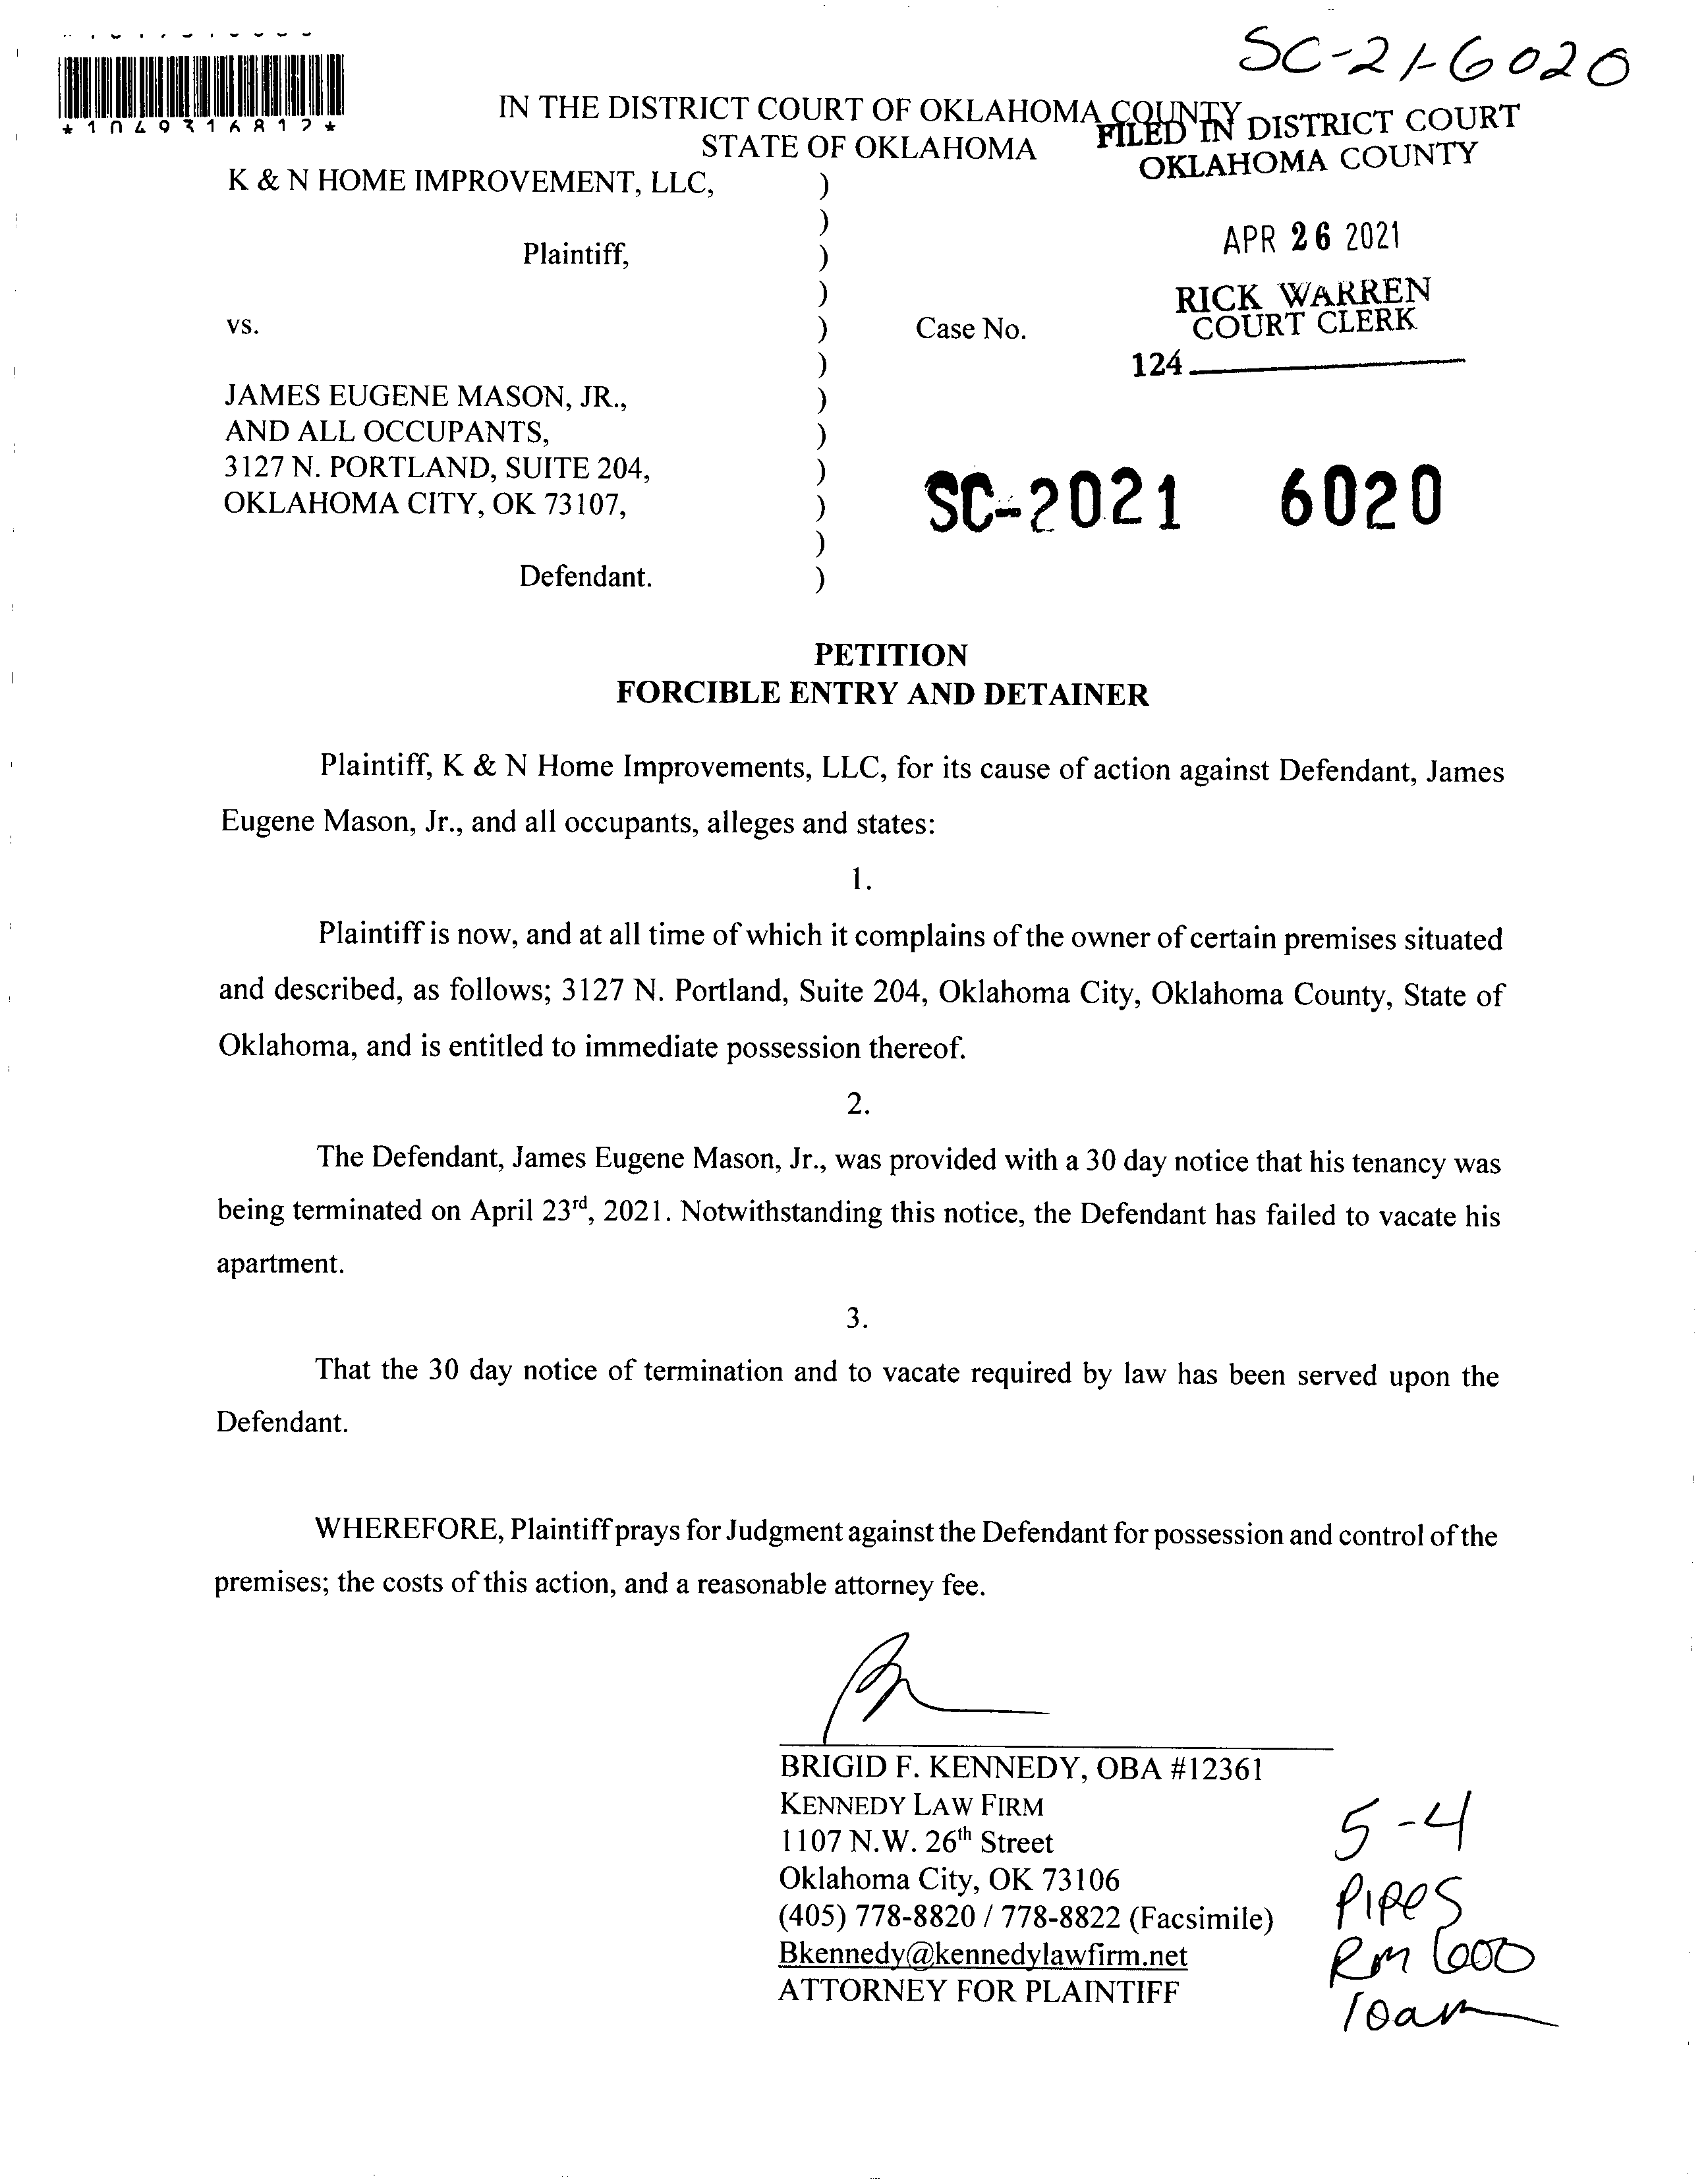 SC-21-6020
*1049316812*
IN THE DISTRICT COURT OF OKLAHOMA COUNTY
STATE OF OKLAHOMA
FILED IN DISTRICT COURT
OKLAHOMA COUNTY
K & N HOME IMPROVEMENT, LLC, )
)
Plaintiff, )
APR 26 2021
)
RICK WARREN
COURT CLERK
vs. ) Case No.
)
124
JAMES EUGENE MASON, JR., )
AND ALL OCCUPANTS, )
3127 N. PORTLAND, SUITE 204, )
OKLAHOMA CITY, OK 73107, )
SC-2021 6020
)
Defendant. )
PETITION
FORCIBLE ENTRY AND DETAINER
Plaintiff, K & N Home Improvements, LLC, for its cause of action against Defendant, James
Eugene Mason, Jr., and all occupants, alleges and states:
1.
Plaintiff is now, and at all time of which it complains of the owner of certain premises situated
and described, as follows; 3127 N. Portland, Suite 204, Oklahoma City, Oklahoma County, State of
Oklahoma, and is entitled to immediate possession thereof.
2.
The Defendant, James Eugene Mason, Jr., was provided with a 30 day notice that his tenancy was
being terminated on April 23rd, 2021. Notwithstanding this notice, the Defendant has failed to vacate his
apartment.
3.
That the 30 day notice of termination and to vacate required by law has been served upon the
Defendant.
WHEREFORE, Plaintiff prays for Judgment against the Defendant for possession and control of the
premises; the costs of this action, and a reasonable attorney fee.
BRIGID F. KENNEDY, OBA #12361
KENNEDY LAW FIRM
1107 N.W. 26th Street
Oklahoma City, OK 73106
(405) 778-8820 / 778-8822 (Facsimile)
Bkennedy@kennedylawfirm.net
ATTORNEY FOR PLAINTIFF
5-4
PIPES
Rm 600
10am